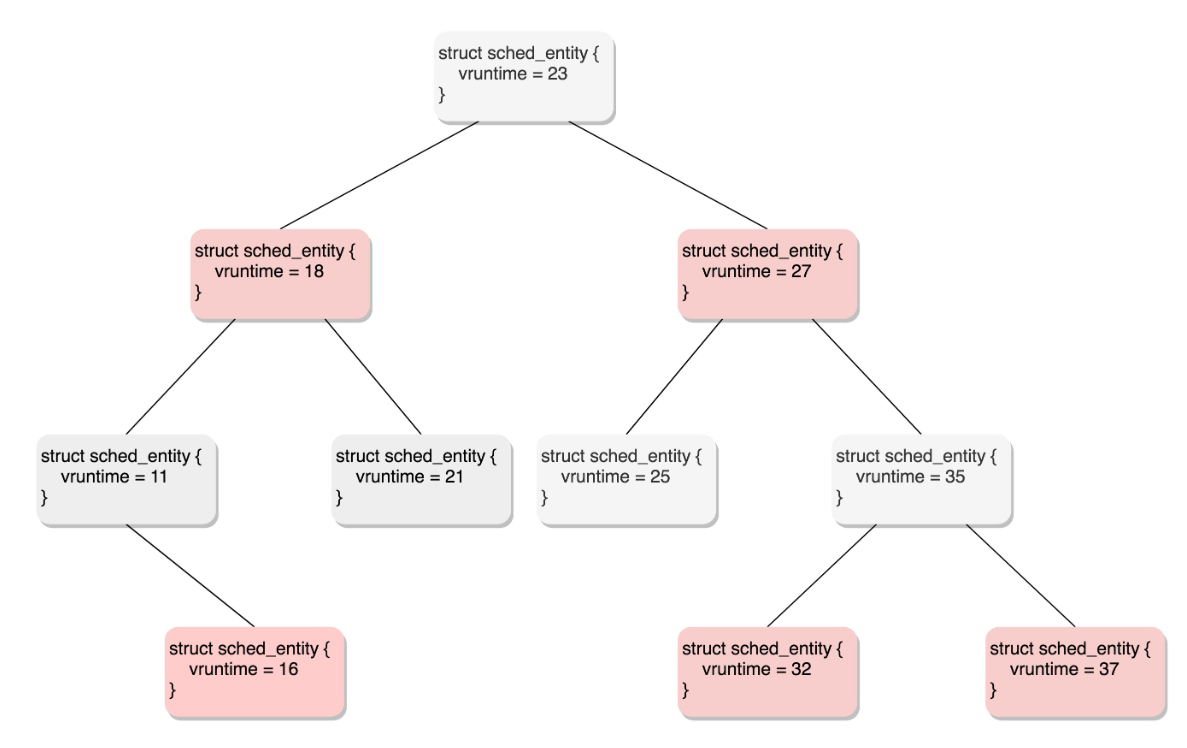 struct sched_entity {
vruntime = 23
}
struct sched_entity {
vruntime = 18
}
struct sched_entity {
vruntime = 27
}
struct sched_entity {
vruntime = 11
}
struct sched_entity {
vruntime = 21
}
struct sched_entity {
vruntime = 25
}
struct sched_entity {
vruntime = 35
}
struct sched_entity {
vruntime = 16
}
struct sched_entity {
vruntime = 32
}
struct sched_entity {
vruntime = 37
}